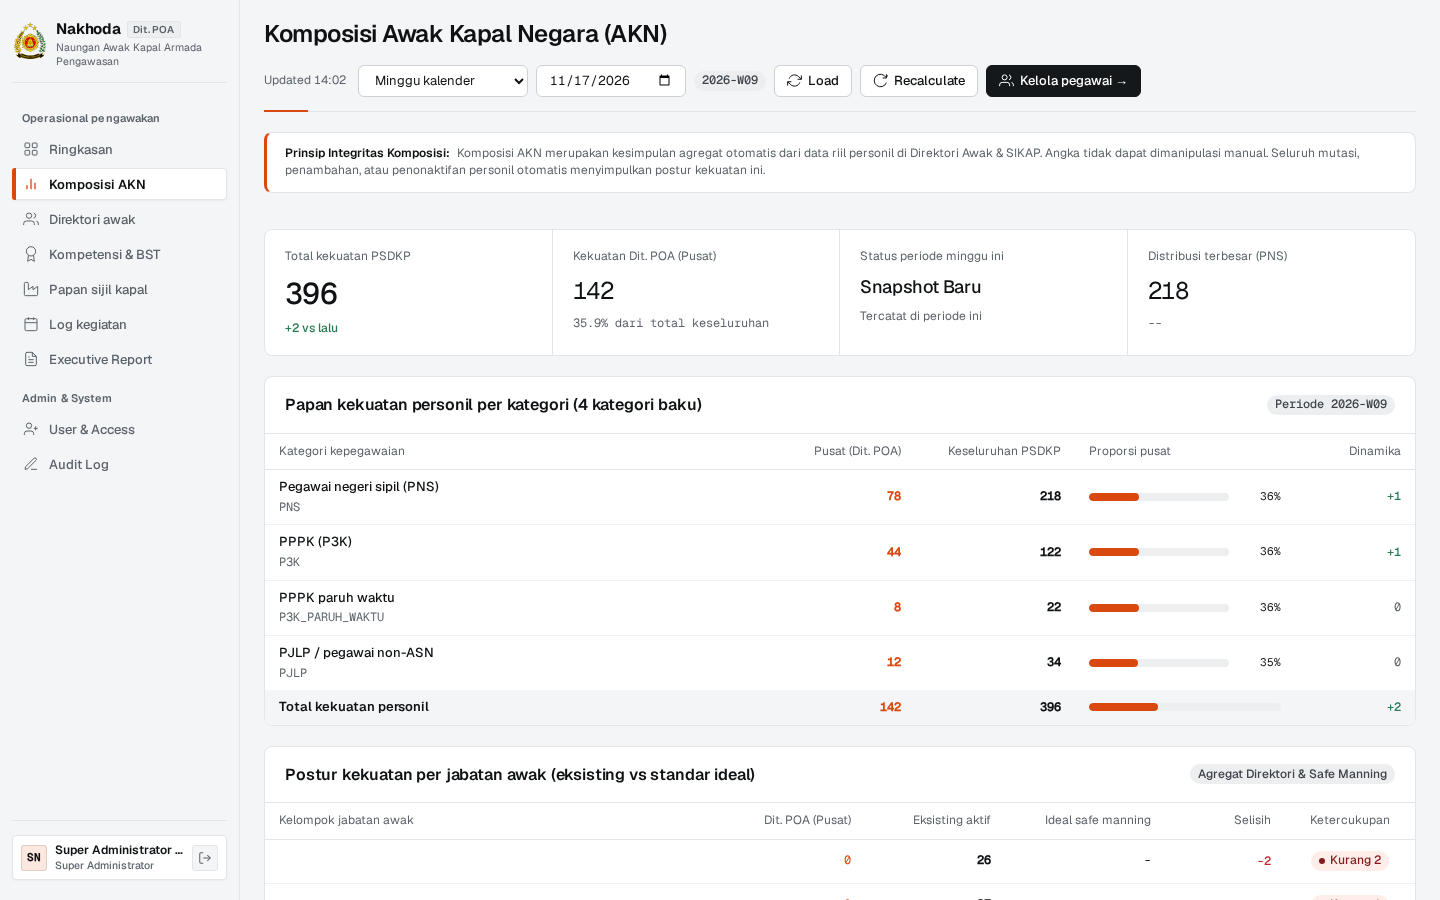 Nakhoda Dit. POA
Naungan Awak Kapal Armada
Pengawasan
Operasional pengawakan
Ringkasan
Komposisi AKN
Direktori awak
Kompetensi & BST
Papan sijil kapal
Log kegiatan
Executive Report
Admin & System
User & Access
Audit Log
SN
Super Administrator ...
Super Administrator
Komposisi Awak Kapal Negara (AKN)
Updated 14:02 Minggu kalender 11/17/2026 2026-W09 Load Recalculate Kelola pegawai →
Prinsip Integritas Komposisi: Komposisi AKN merupakan kesimpulan agregat otomatis dari data riil personil di Direktori Awak & SIKAP. Angka tidak dapat dimanipulasi manual. Seluruh mutasi,
penambahan, atau penonaktifan personil otomatis menyimpulkan postur kekuatan ini.
Total kekuatan PSDKP
396
+2 vs lalu
Kekuatan Dit. POA (Pusat)
142
35.9% dari total keseluruhan
Status periode minggu ini
Snapshot Baru
Tercatat di periode ini
Distribusi terbesar (PNS)
218
--
Papan kekuatan personil per kategori (4 kategori baku) Periode 2026-W09
Kategori kepegawaian Pusat (Dit. POA) Keseluruhan PSDKP Proporsi pusat Dinamika
Pegawai negeri sipil (PNS) 78 218 36% +1
PNS
PPPK (P3K) 44 122 36% +1
P3K
PPPK paruh waktu 8 22 36% 0
P3K_PARUH_WAKTU
PJLP / pegawai non-ASN 12 34 35% 0
PJLP
Total kekuatan personil 142 396 +2
Postur kekuatan per jabatan awak (eksisting vs standar ideal) Agregat Direktori & Safe Manning
Kelompok jabatan awak Dit. POA (Pusat) Eksisting aktif Ideal safe manning Selisih Ketercukupan
0 26 - -2 Kurang 2